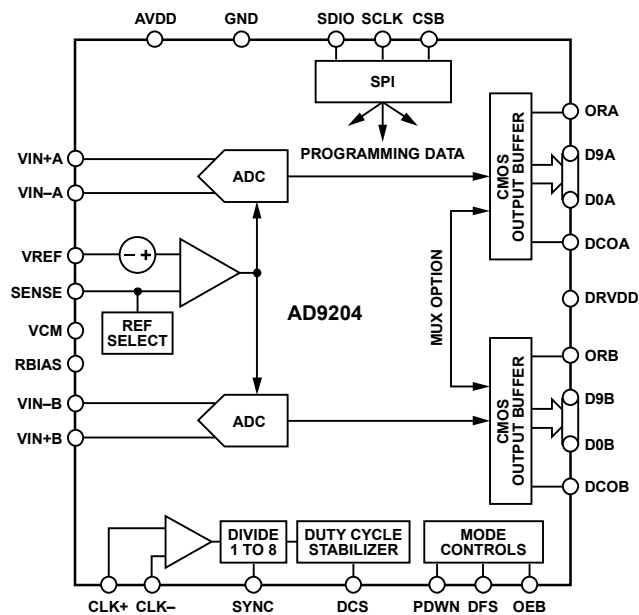 AVDD
GND
SDIO
SCLK
CSB
SPI
PROGRAMMING DATA
ORA
VIN+A
VIN–A
ADC
CMOS
OUTPUT BUFFER
D9A
D0A
DCOA
VREF
– +
SENSE
REF
SELECT
AD9204
MUX OPTION
DRVDD
VCM
RBIAS
ORB
VIN–B
VIN+B
ADC
CMOS
OUTPUT BUFFER
D9B
D0B
DCOB
DIVIDE
1 TO 8
DUTY CYCLE
STABILIZER
MODE
CONTROLS
CLK+
CLK–
SYNC
DCS
PDWN
DFS
OEB